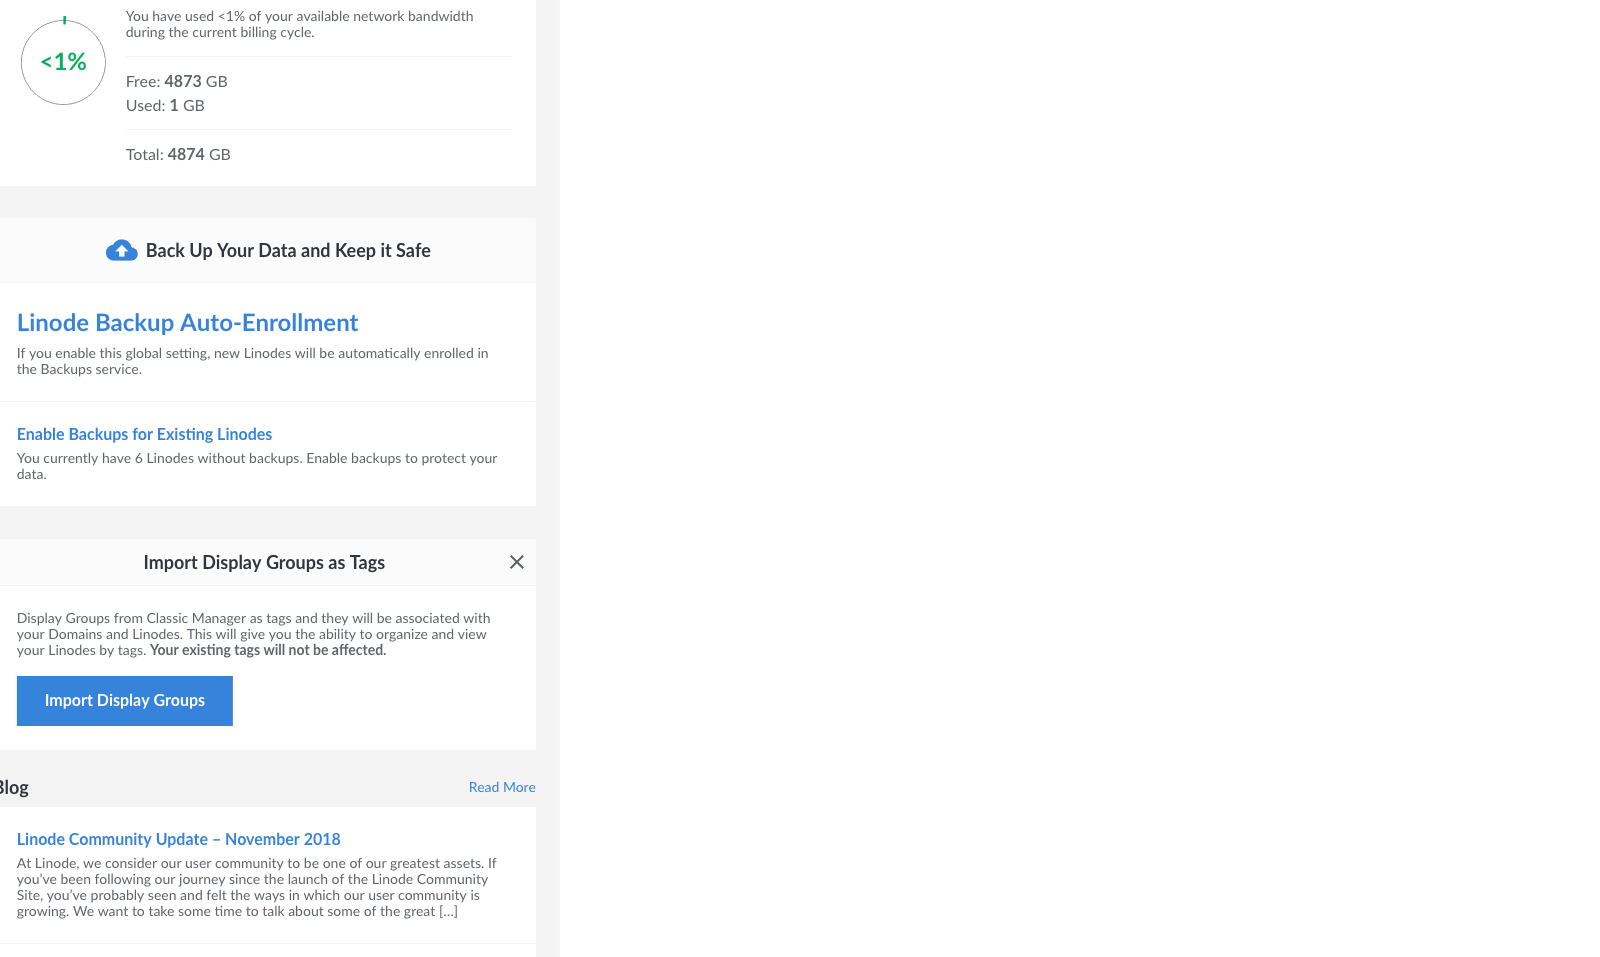 You have used <1% of your available network bandwidth
during the current billing cycle.
<1%
Free: 4873 GB
Used: 1 GB
Total: 4874 GB
Back Up Your Data and Keep it Safe
Linode Backup Auto-Enrollment
If you enable this global setting, new Linodes will be automatically enrolled in
the Backups service.
Enable Backups for Existing Linodes
You currently have 6 Linodes without backups. Enable backups to protect your
data.
Import Display Groups as Tags
Display Groups from Classic Manager as tags and they will be associated with
your Domains and Linodes. This will give you the ability to organize and view
your Linodes by tags. Your existing tags will not be affected.
Import Display Groups
Blog
Read More
Linode Community Update – November 2018
At Linode, we consider our user community to be one of our greatest assets. If
you’ve been following our journey since the launch of the Linode Community
Site, you’ve probably seen and felt the ways in which our user community is
growing. We want to take some time to talk about some of the great [...]